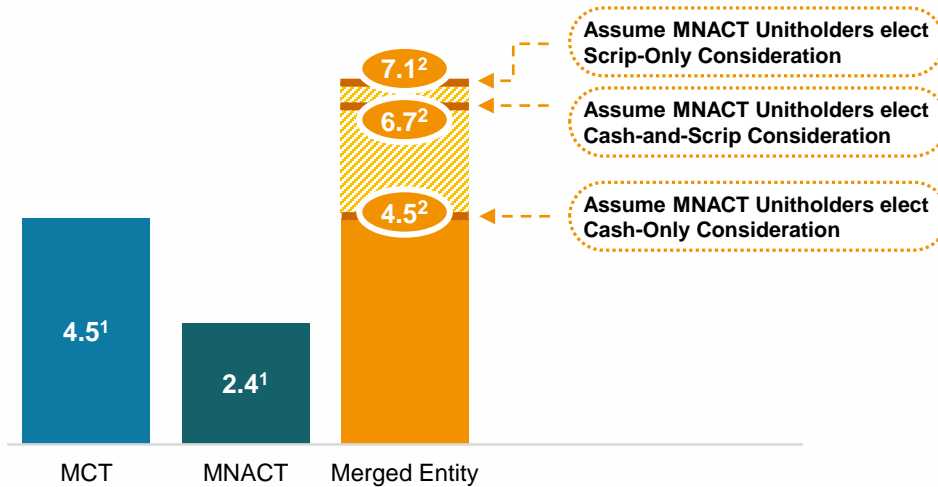 Assume MNACT Unitholders elect
Scrip-Only Consideration
7.1²
Assume MNACT Unitholders elect
Cash-and-Scrip Consideration
6.7²
Assume MNACT Unitholders elect
Cash-Only Consideration
4.5²
4.5¹
2.4¹
MCT
MNACT
Merged Entity